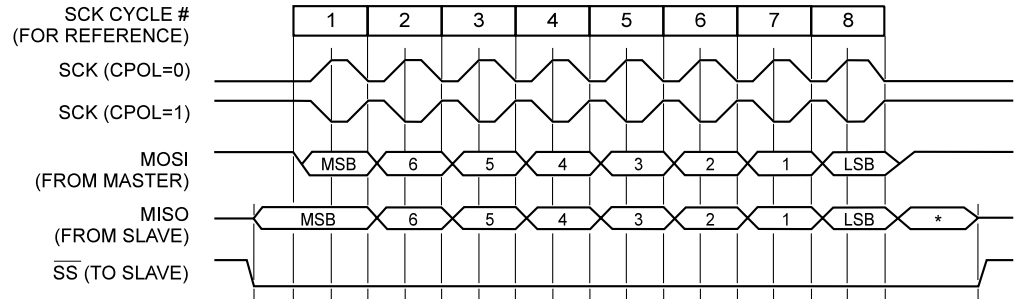 SCK CYCLE #
(FOR REFERENCE)
1 2 3 4 5 6 7 8
SCK (CPOL=0)
SCK (CPOL=1)
MOSI
(FROM MASTER)
MSB 6 5 4 3 2 1 LSB
MISO
(FROM SLAVE)
MSB 6 5 4 3 2 1 LSB *
SS (TO SLAVE)